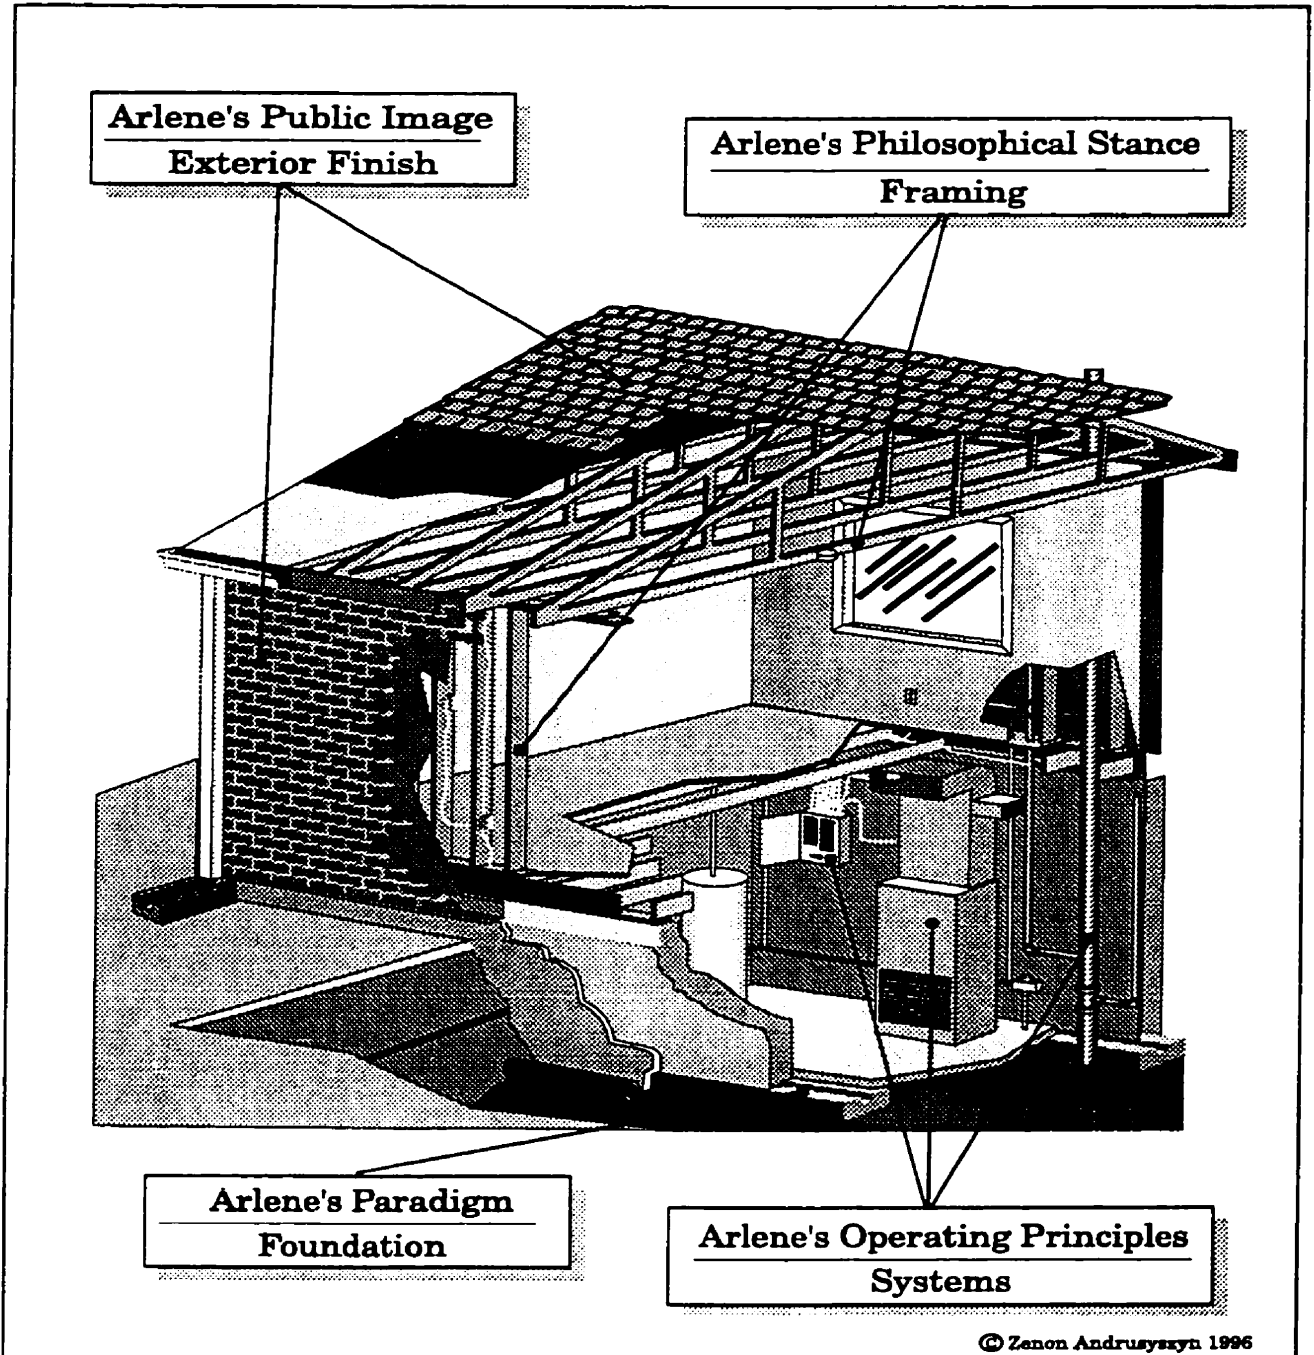 Arlene's Public Image
Exterior Finish
Arlene's Philosophical Stance
Framing
Arlene's Paradigm
Foundation
Arlene's Operating Principles
Systems
© Zenon Andrusyszyn 1996